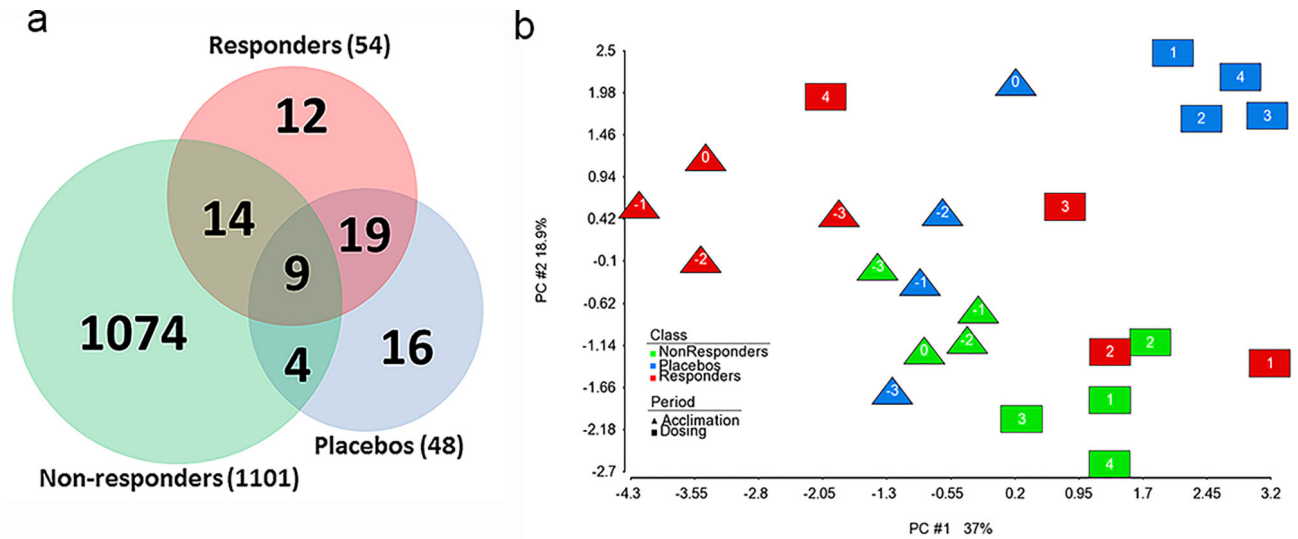 a
Responders (54)
12
14
19
9
1074
4
16
Placebos (48)
Non-responders (1101)
b
2.5
1.98
1.46
0.94
0.42
-0.1
-0.62
-1.14
-1.66
-2.18
-2.7
PC #2 18.9%
1
4
2
3
0
4
0
-1
-3
-2
3
-2
-3
-1
-1
-2
0
2
2
1
-3
1
3
4
Class
NonResponders
Placebos
Responders
Period
Acclimation
Dosing
-4.3 -3.55 -2.8 -2.05 -1.3 -0.55 0.2 0.95 1.7 2.45 3.2
PC #1 37%